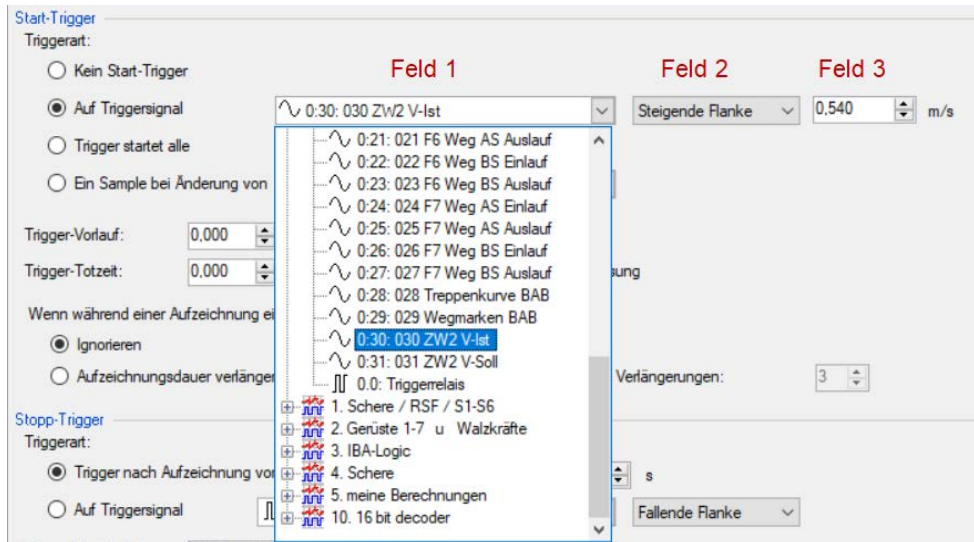 Start-Trigger
Triggerart:
Kein Start-Trigger
Feld 1 Feld 2 Feld 3
Auf Triggersignal 0:30: 030 ZW2 V-Ist Steigende Flanke 0,540 m/s
Trigger startet alle
Ein Sample bei Änderung von
0:21: 021 F6 Weg AS Auslauf
0:22: 022 F6 Weg BS Einlauf
0:23: 023 F6 Weg BS Auslauf
0:24: 024 F7 Weg AS Einlauf
0:25: 025 F7 Weg AS Auslauf
0:26: 026 F7 Weg BS Einlauf
0:27: 027 F7 Weg BS Auslauf
0:28: 028 Treppenkurve BAB
0:29: 029 Wegmarken BAB
0:30: 030 ZW2 V-Ist
0:31: 031 ZW2 V-Soll
0.0: Triggerrelais
1. Schere / RSF / S1-S6
2. Gerüste 1-7 u Walzkräfte
3. IBA-Logic
4. Schere
5. meine Berechnungen
10. 16 bit decoder
Trigger-Vorlauf: 0,000
Trigger-Totzeit: 0,000
Wenn während einer Aufzeichnung
Ignorieren
Aufzeichnungsdauer Verlängerungen: 3
Stopp-Trigger
Triggerart:
Trigger nach Aufzeichnung s
Auf Triggersignal Fallende Flanke